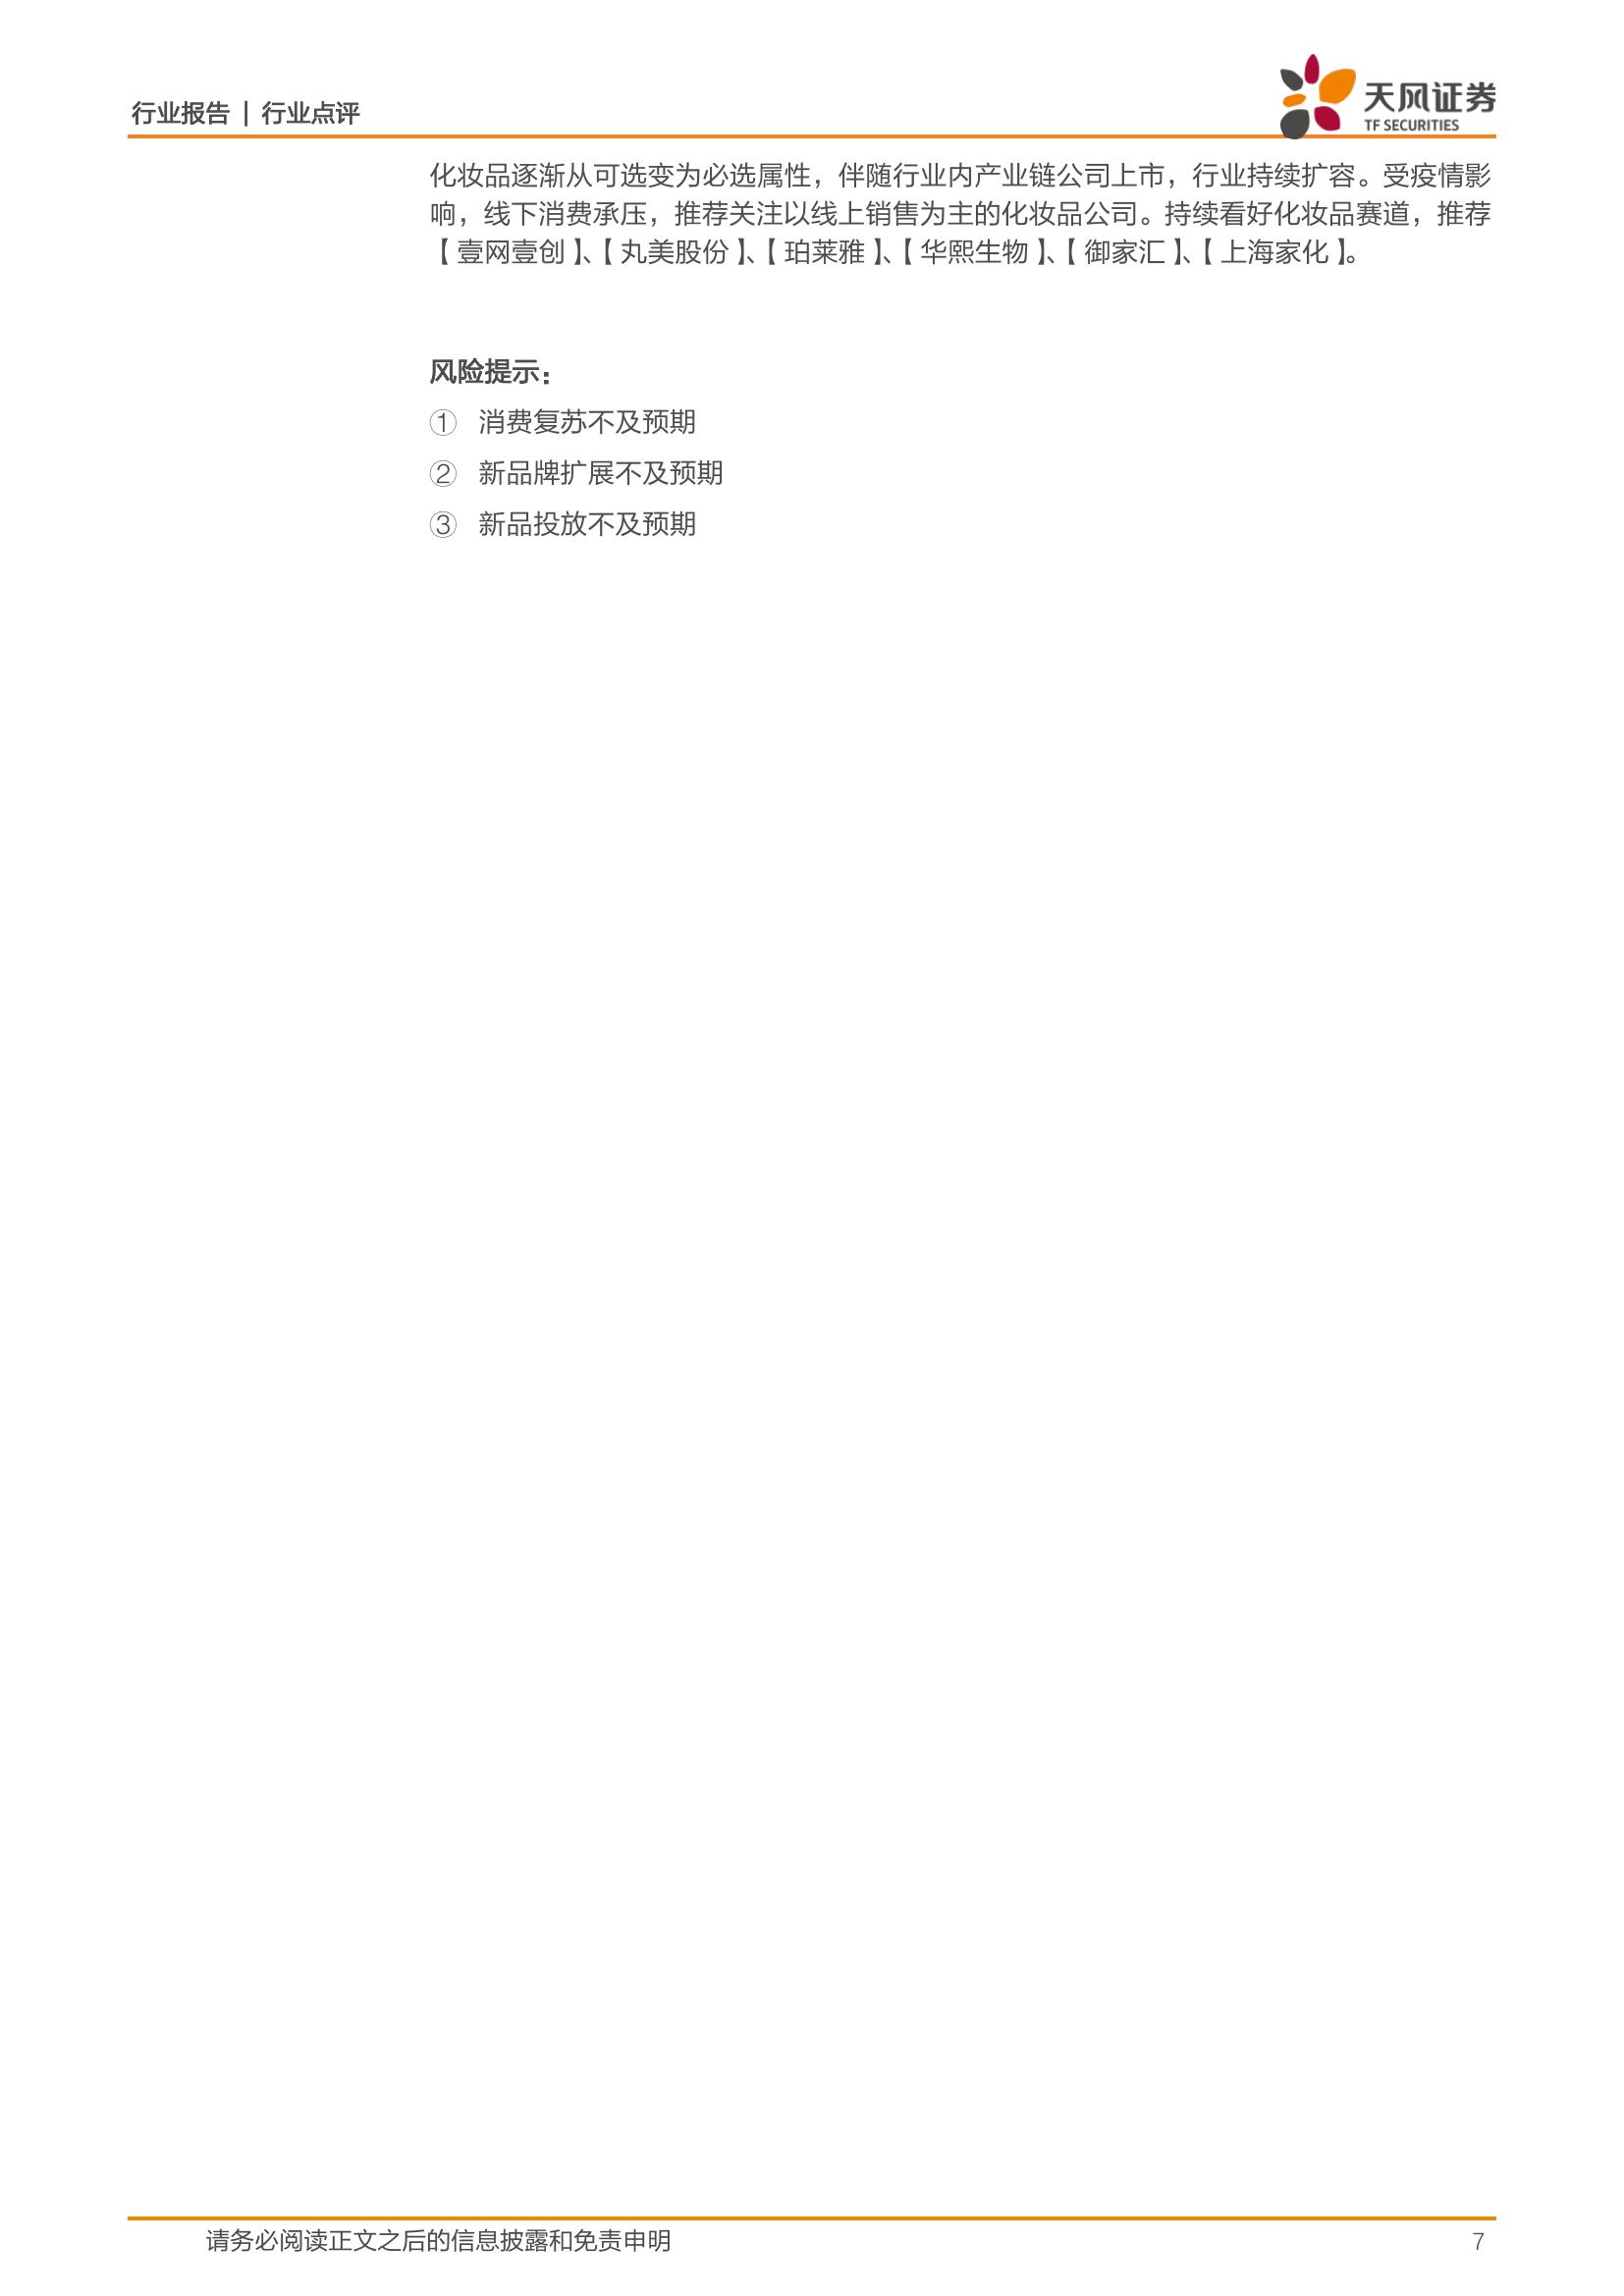 行业报告 | 行业点评
天风证券
TF SECURITIES
化妆品逐渐从可选变为必选属性，伴随行业内产业链公司上市，行业持续扩容。受疫情影
响，线下消费承压，推荐关注以线上销售为主的化妆品公司。持续看好化妆品赛道，推荐
【壹网壹创】、【丸美股份】、【珀莱雅】、【华熙生物】、【御家汇】、【上海家化】。
风险提示：
① 消费复苏不及预期
② 新品牌扩展不及预期
③ 新品投放不及预期
请务必阅读正文之后的信息披露和免责申明 7